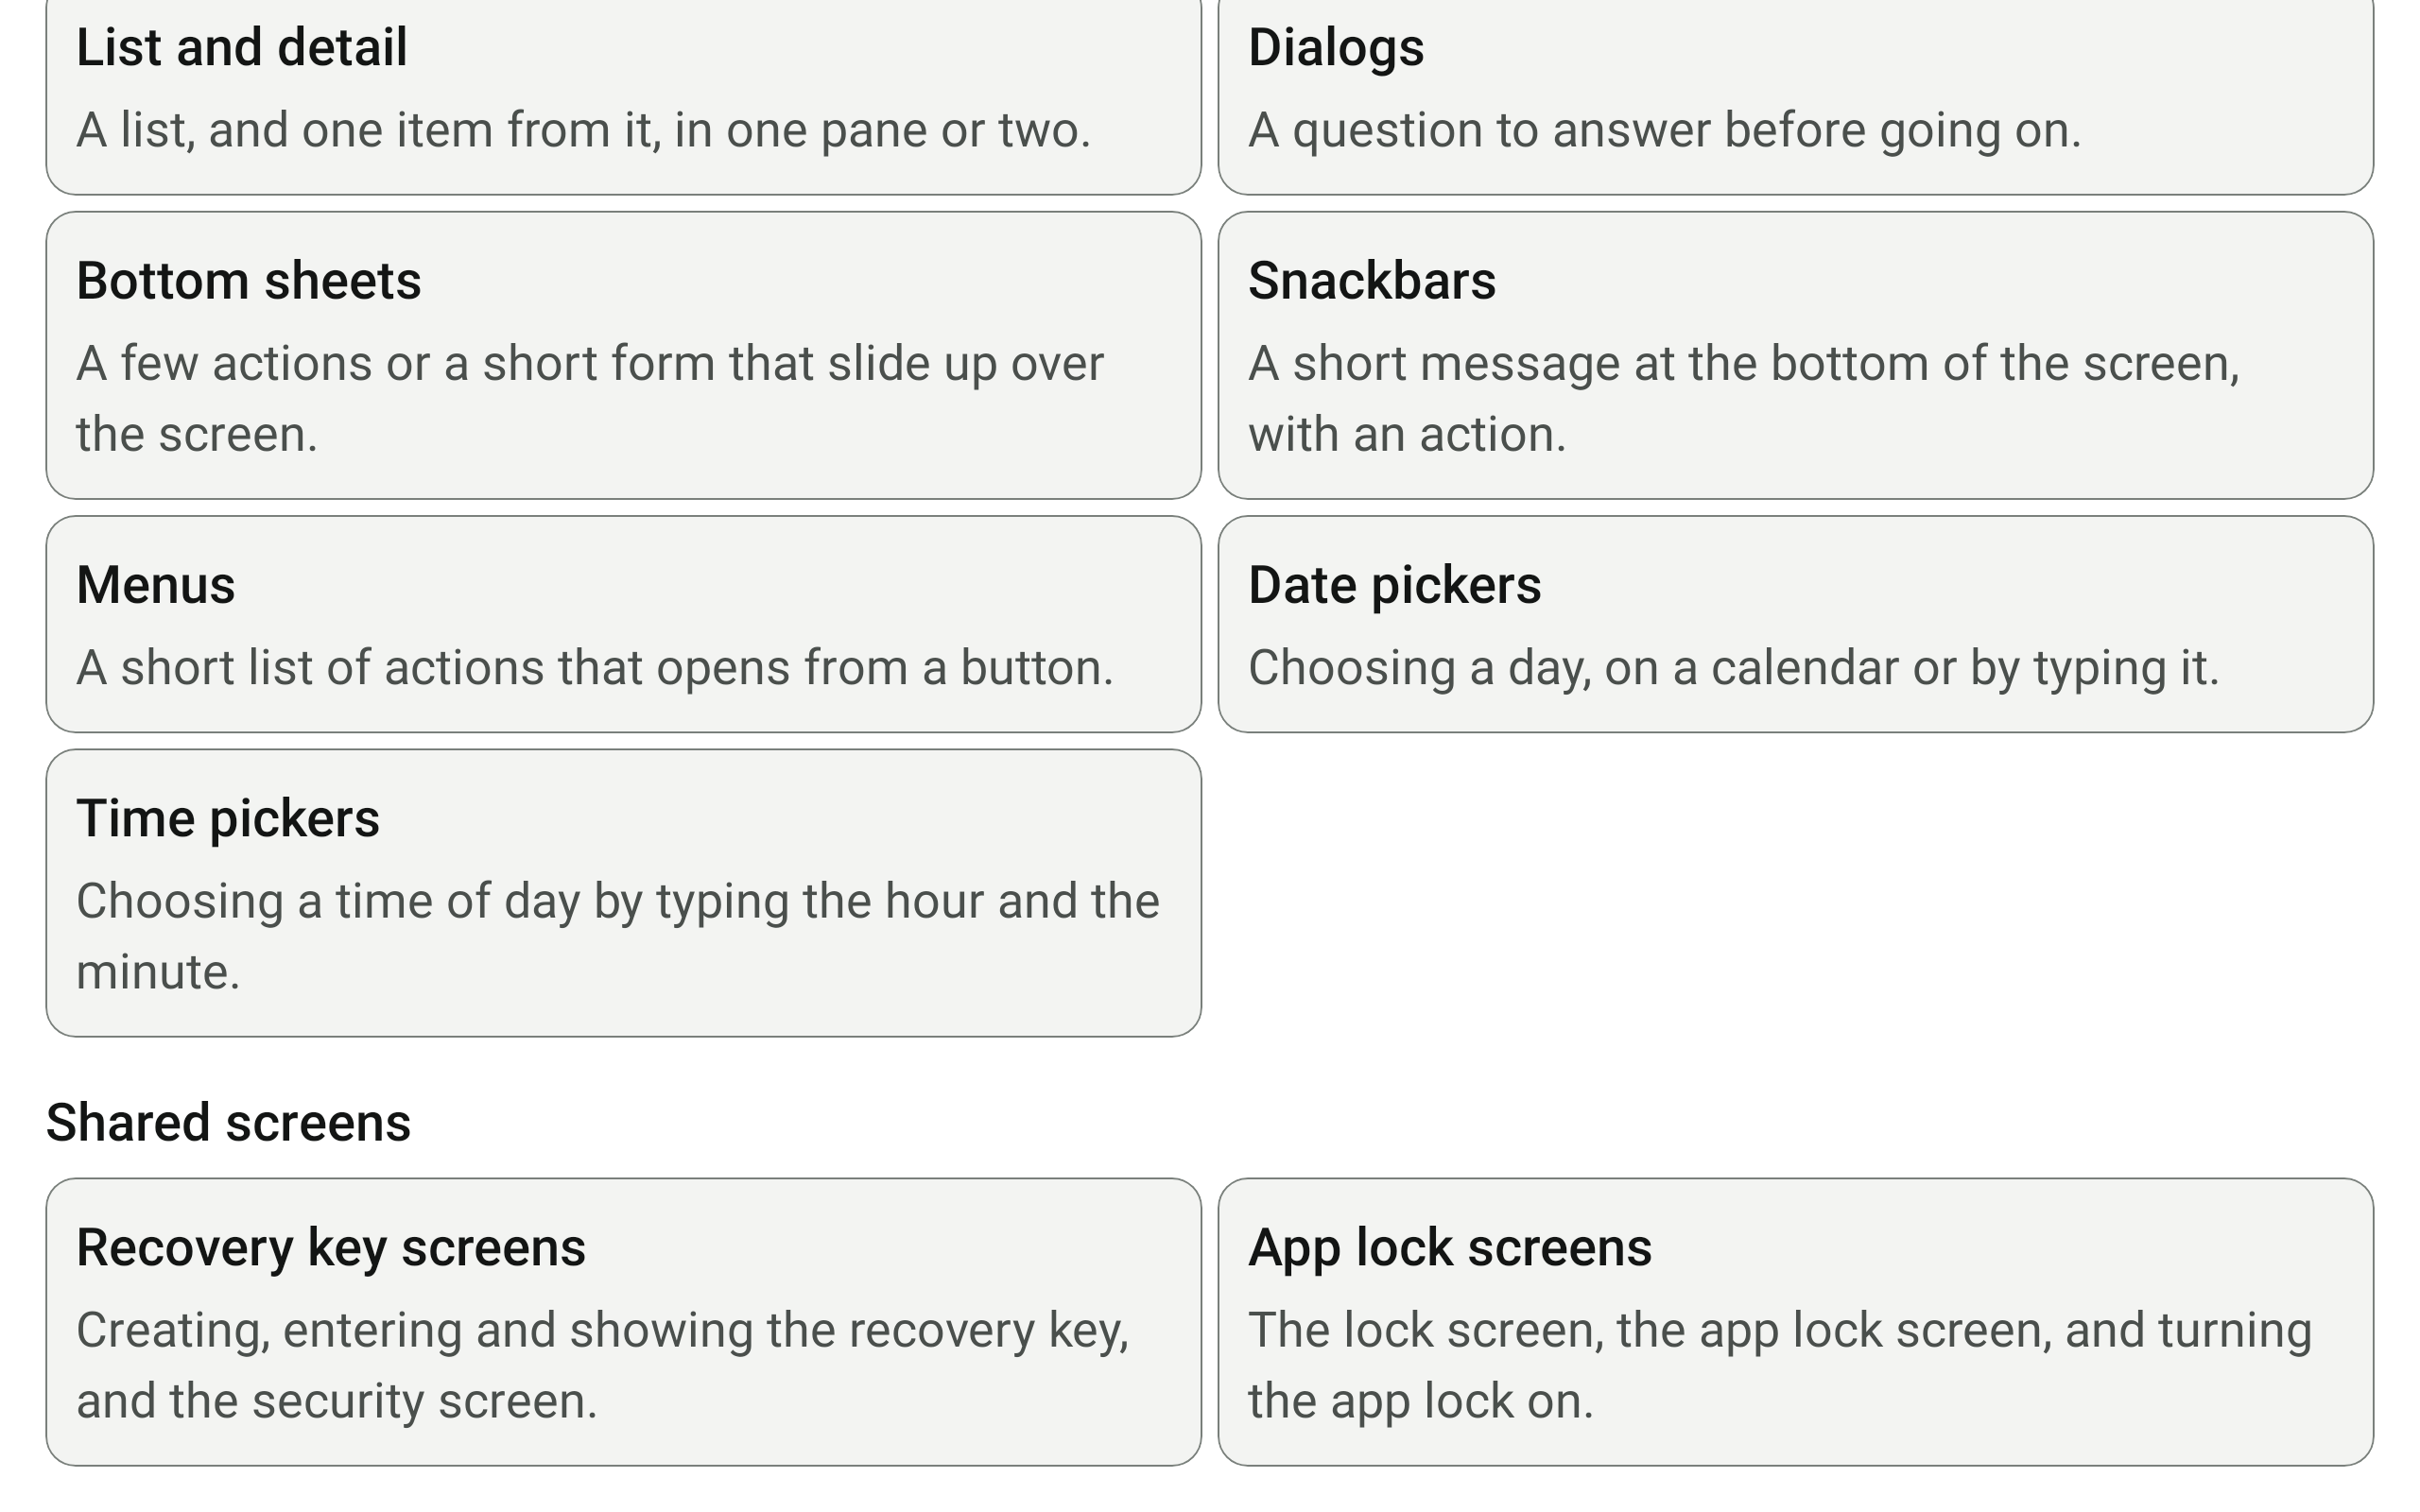 List and detail
A list, and one item from it, in one pane or two.
Dialogs
A question to answer before going on.
Bottom sheets
A few actions or a short form that slide up over
the screen.
Snackbars
A short message at the bottom of the screen,
with an action.
Menus
A short list of actions that opens from a button.
Date pickers
Choosing a day, on a calendar or by typing it.
Time pickers
Choosing a time of day by typing the hour and the
minute.
Shared screens
Recovery key screens
Creating, entering and showing the recovery key,
and the security screen.
App lock screens
The lock screen, the app lock screen, and turning
the app lock on.